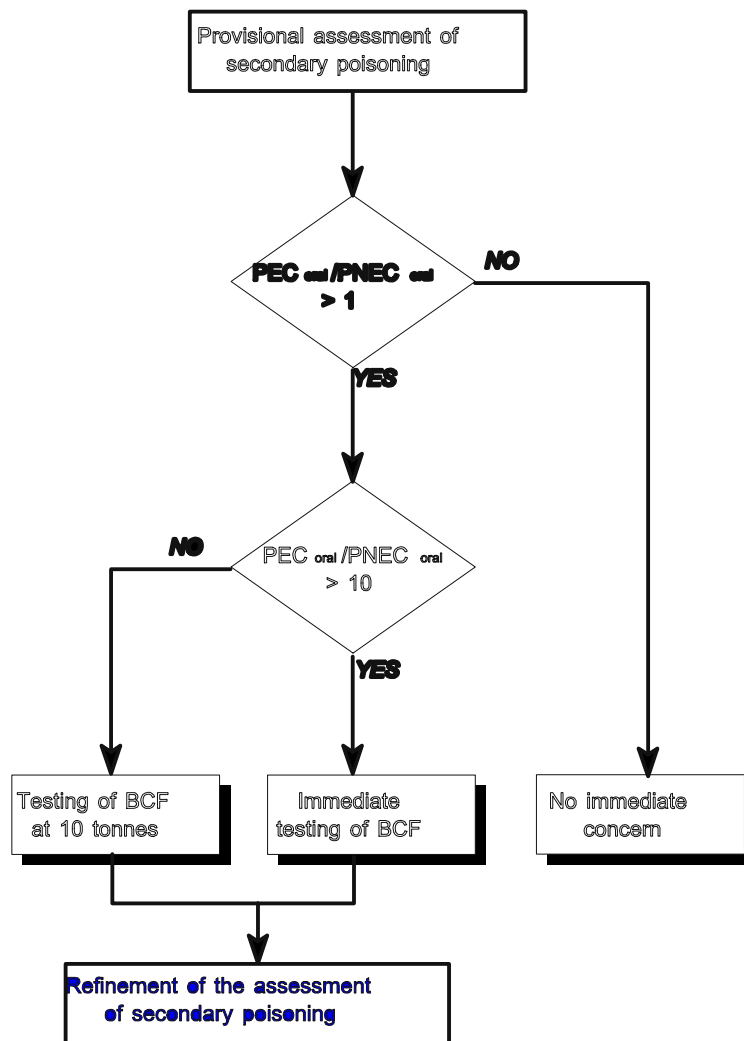 Provisional assessment of
secondary poisoning
PEC oral /PNEC oral
> 1
NO
YES
PEC oral /PNEC oral
> 10
NO
YES
Testing of BCF
at 10 tonnes
Immediate
testing of BCF
No immediate
concern
Refinement of the assessment
of secondary poisoning